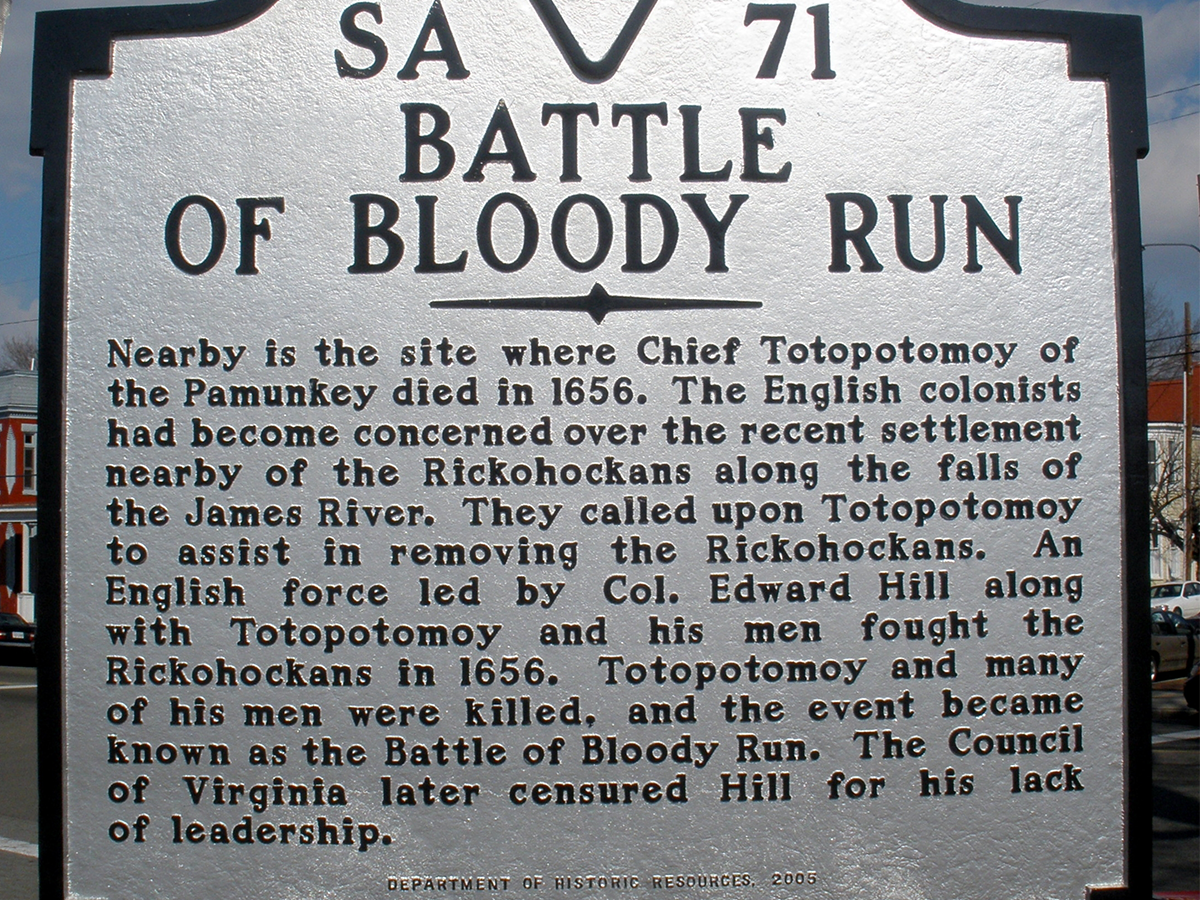 SA 71
BATTLE
OF BLOODY RUN
Nearby is the site where Chief Totopotomoy of
the Pamunkey died in 1656. The English colonists
had become concerned over the recent settlement
nearby of the Rickohockans along the falls of
the James River. They called upon Totopotomoy
to assist in removing the Rickohockans. An
English force led by Col. Edward Hill along
with Totopotomoy and his men fought the
Rickohockans in 1656. Totopotomoy and many
of his men were killed, and the event became
known as the Battle of Bloody Run. The Council
of Virginia later censured Hill for his lack
of leadership.
DEPARTMENT OF HISTORIC RESOURCES, 2005